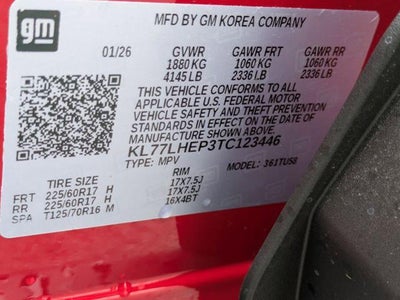 gm
MFD BY GM KOREA COMPANY
01/26 GVWR GAWR FRT GAWR RR
1880 KG 1060 KG 1060 KG
4145 LB 2336 LB 2336 LB
THIS VEHICLE CONFORMS TO ALL
APPLICABLE U.S. FEDERAL MOTOR
VEHICLE SAFETY AND THEFT PREVENTION
STANDARDS IN EFFECT ON THE DATE OF
MANUFACTURE SHOWN ABOVE.
KL77LHEP3TC123446
TYPE: MPV MODEL: 361TUS8
TIRE SIZE RIM
FRT 225/60R17 H 17X7.5J
RR 225/60R17 H 17X7.5J
SPA T125/70R16 M 16X4BT